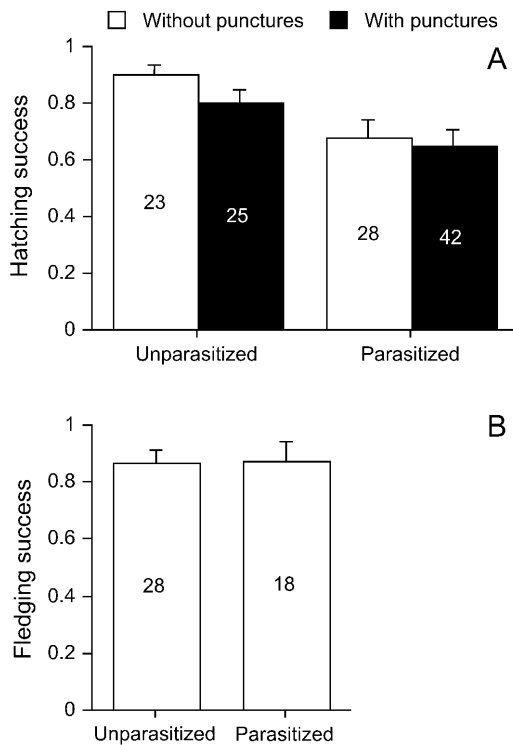 Without punctures With punctures
A
Hatching success
1
0.8
0.6
0.4
0.2
0
23
25
28
42
Unparasitized Parasitized
B
Fledging success
1
0.8
0.6
0.4
0.2
0
28
18
Unparasitized Parasitized